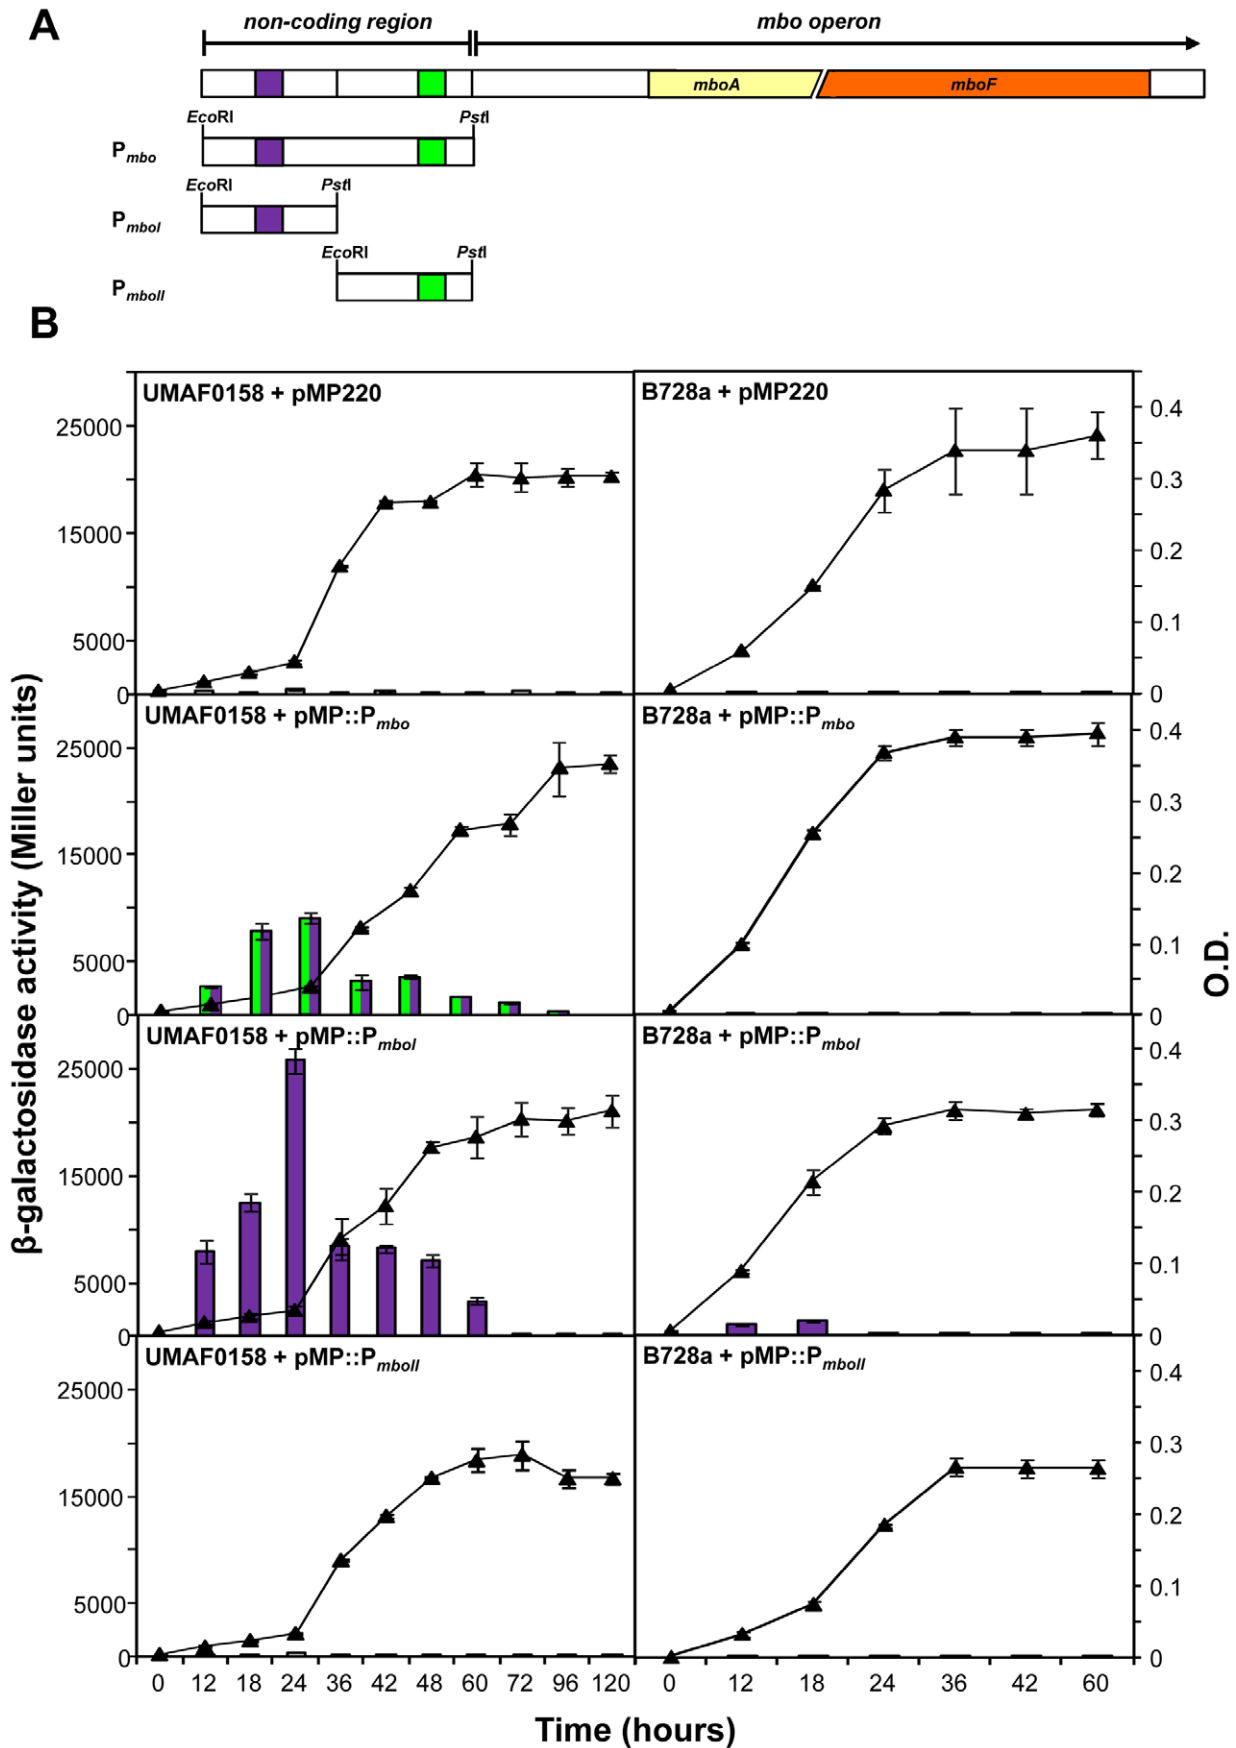 A
non-coding region
mbo operon
mboA
mboF
EcoRI
PstI
Pmbo
EcoRI
PstI
PmboI
EcoRI
PstI
PmboII
B
UMAF0158 + pMP220
B728a + pMP220
25000
15000
5000
0
0.4
0.3
0.2
0.1
0
UMAF0158 + pMP::Pmbo
B728a + pMP::Pmbo
25000
15000
5000
0
0.4
0.3
0.2
0.1
0
UMAF0158 + pMP::PmboI
B728a + pMP::PmboI
25000
15000
5000
0
0.4
0.3
0.2
0.1
0
UMAF0158 + pMP::PmboII
B728a + pMP::PmboII
25000
15000
5000
0
0.4
0.3
0.2
0.1
0
β-galactosidase activity (Miller units)
O.D.
0 12 18 24 36 42 48 60 72 96 120
0 12 18 24 36 42 60
Time (hours)